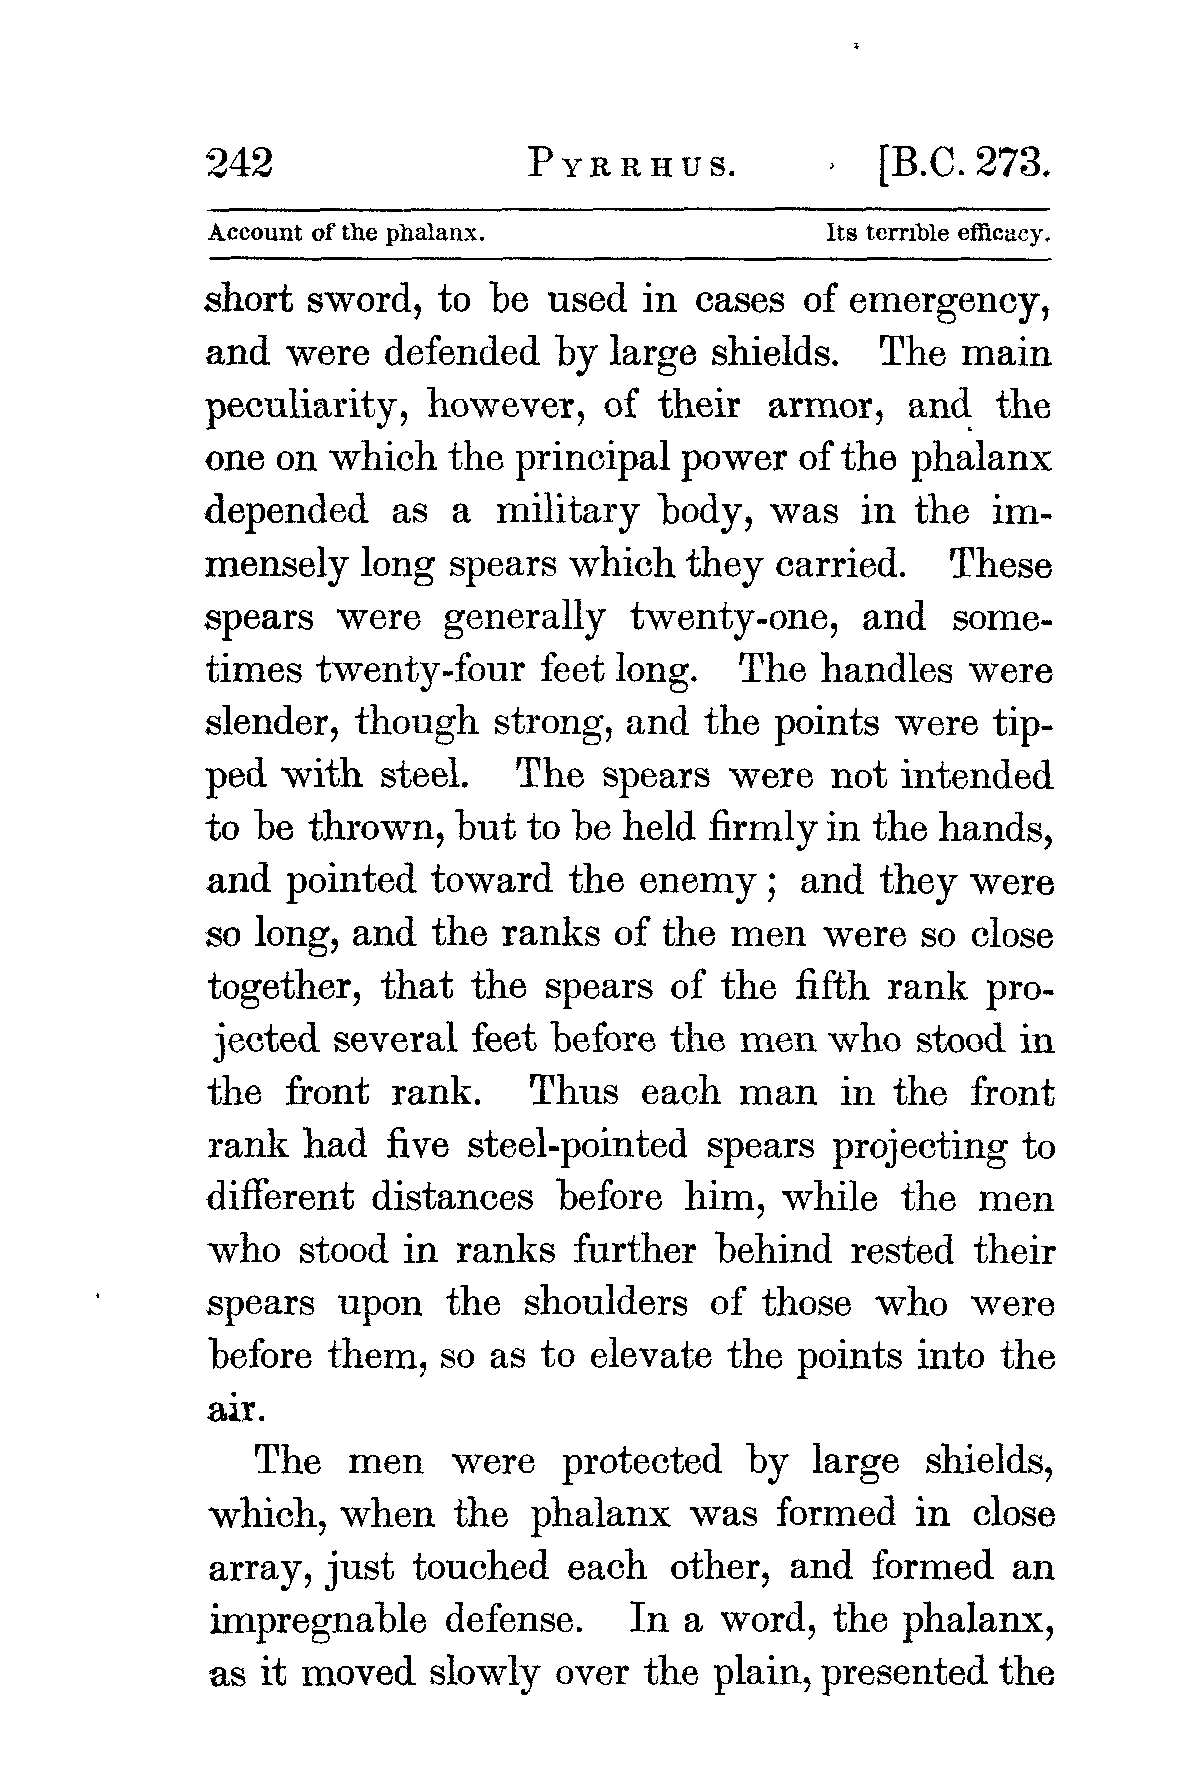 242 PYRRHUS. [B.C. 273.
Account of the phalanx. Its terrible efficacy.
short sword, to be used in cases of emergency,
and were defended by large shields. The main
peculiarity, however, of their armor, and the
one on which the principal power of the phalanx
depended as a military body, was in the im-
mensely long spears which they carried. These
spears were generally twenty-one, and some-
times twenty-four feet long. The handles were
slender, though strong, and the points were tip-
ped with steel. The spears were not intended
to be thrown, but to be held firmly in the hands,
and pointed toward the enemy; and they were
so long, and the ranks of the men were so close
together, that the spears of the fifth rank pro-
jected several feet before the men who stood in
the front rank. Thus each man in the front
rank had five steel-pointed spears projecting to
different distances before him, while the men
who stood in ranks further behind rested their
spears upon the shoulders of those who were
before them, so as to elevate the points into the
air.
The men were protected by large shields,
which, when the phalanx was formed in close
array, just touched each other, and formed an
impregnable defense. In a word, the phalanx,
as it moved slowly over the plain, presented the